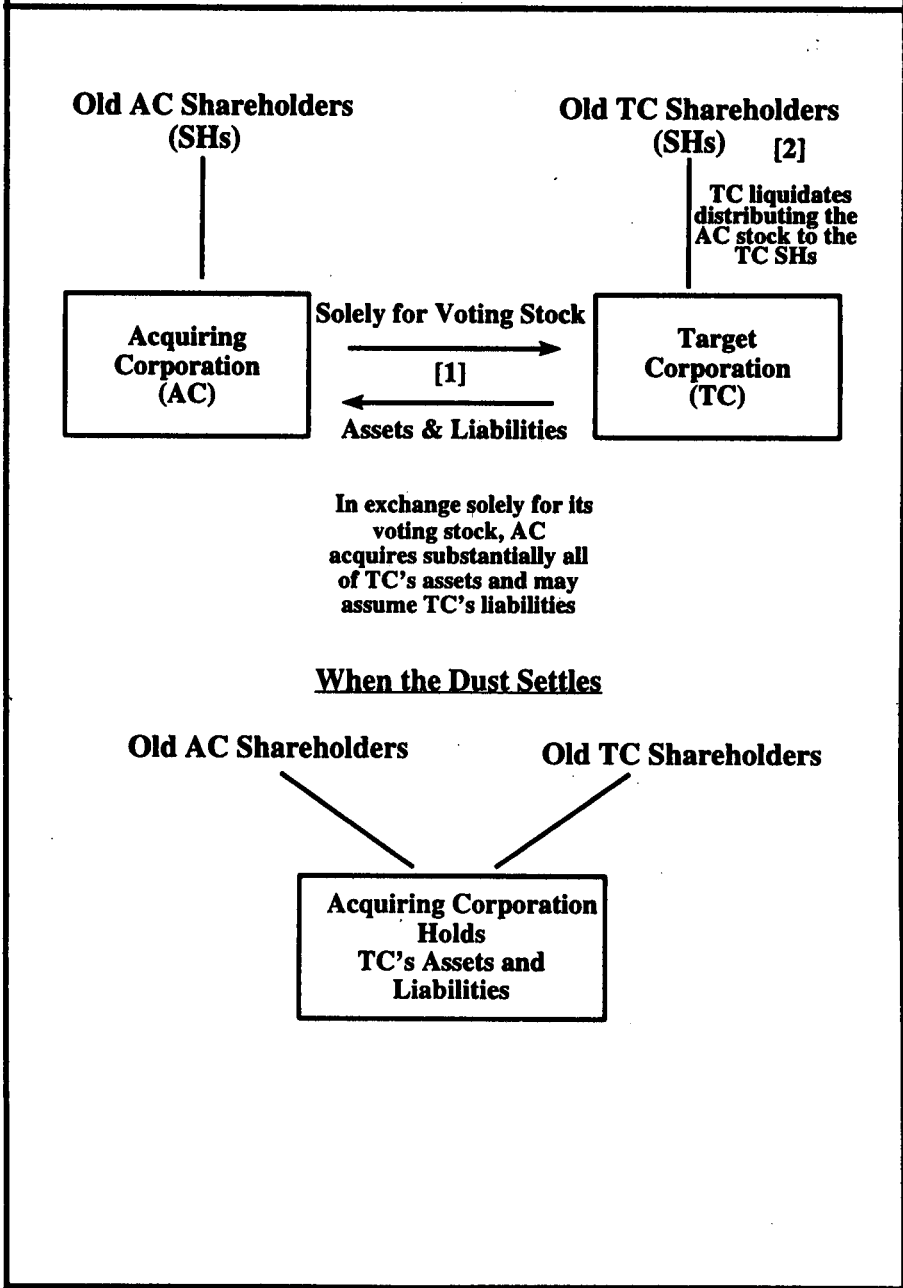 Old AC Shareholders
(SHs)
Old TC Shareholders
(SHs)
[2]
TC liquidates
distributing the
AC stock to the
TC SHs
Acquiring
Corporation
(AC)
Solely for Voting Stock
[1]
Assets & Liabilities
Target
Corporation
(TC)
In exchange solely for its
voting stock, AC
acquires substantially all
of TC's assets and may
assume TC's liabilities
When the Dust Settles
Old AC Shareholders
Old TC Shareholders
Acquiring Corporation
Holds
TC's Assets and
Liabilities